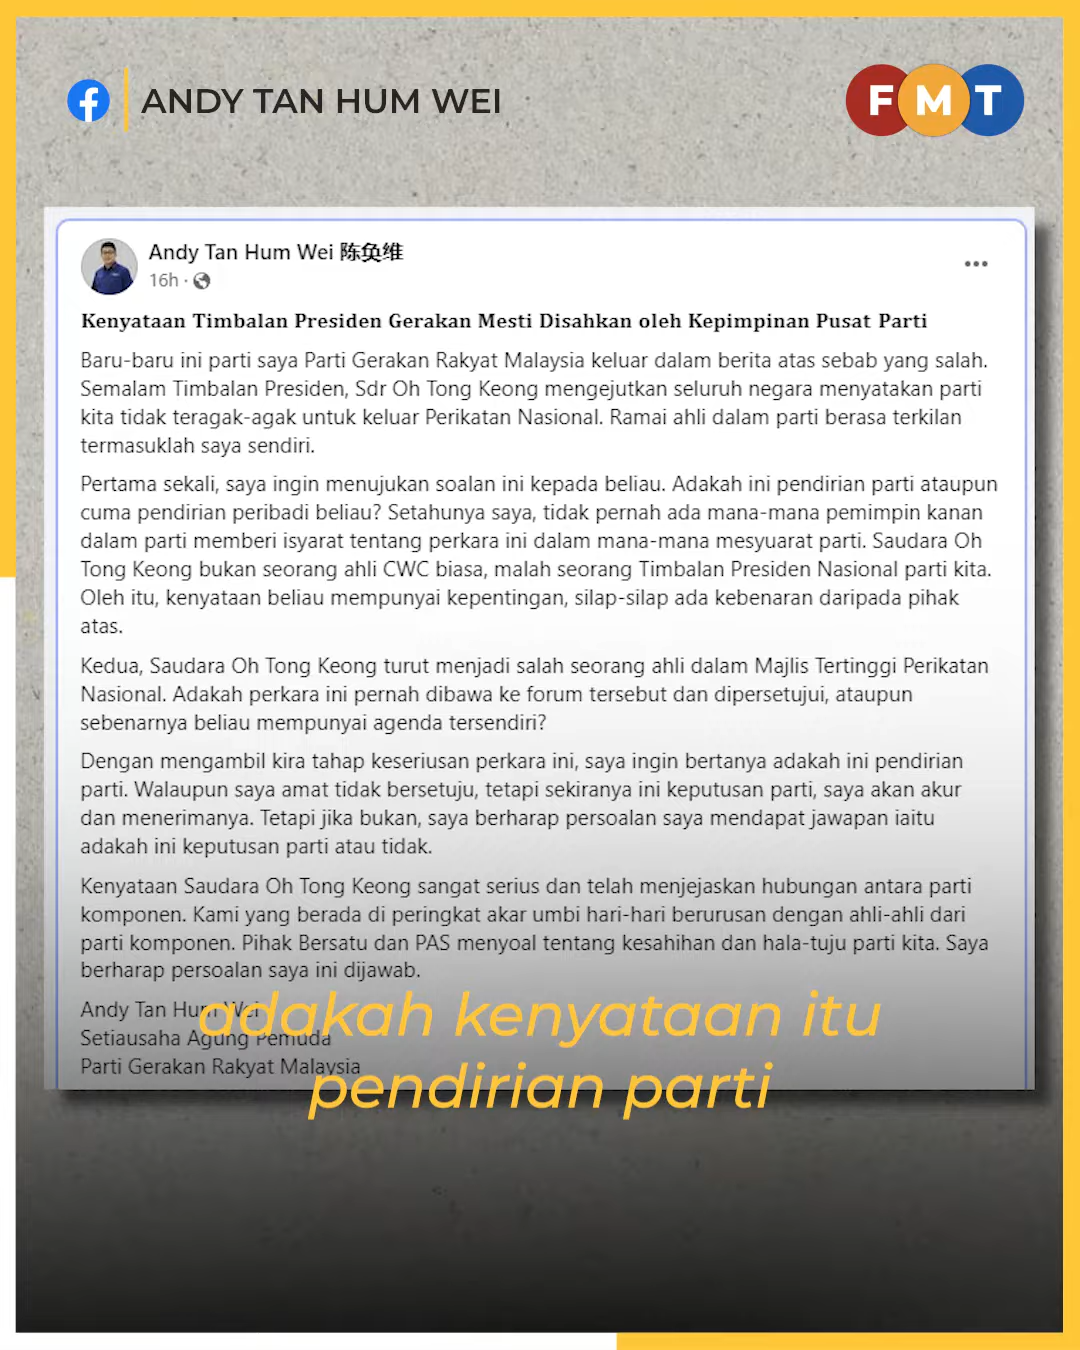 ANDY TAN HUM WEI
FMT
Andy Tan Hum Wei 陈奂维
16h ·
Kenyataan Timbalan Presiden Gerakan Mesti Disahkan oleh Kepimpinan Pusat Parti
Baru-baru ini parti saya Parti Gerakan Rakyat Malaysia keluar dalam berita atas sebab yang salah.
Semalam Timbalan Presiden, Sdr Oh Tong Keong mengejutkan seluruh negara menyatakan parti
kita tidak teragak-agak untuk keluar Perikatan Nasional. Ramai ahli dalam parti berasa terkilan
termasuklah saya sendiri.
Pertama sekali, saya ingin menujukan soalan ini kepada beliau. Adakah ini pendirian parti ataupun
cuma pendirian peribadi beliau? Setahunya saya, tidak pernah ada mana-mana pemimpin kanan
dalam parti memberi isyarat tentang perkara ini dalam mana-mana mesyuarat parti. Saudara Oh
Tong Keong bukan seorang ahli CWC biasa, malah seorang Timbalan Presiden Nasional parti kita.
Oleh itu, kenyataan beliau mempunyai kepentingan, silap-silap ada kebenaran daripada pihak
atas.
Kedua, Saudara Oh Tong Keong turut menjadi salah seorang ahli dalam Majlis Tertinggi Perikatan
Nasional. Adakah perkara ini pernah dibawa ke forum tersebut dan dipersetujui, ataupun
sebenarnya beliau mempunyai agenda tersendiri?
Dengan mengambil kira tahap keseriusan perkara ini, saya ingin bertanya adakah ini pendirian
parti. Walaupun saya amat tidak bersetuju, tetapi sekiranya ini keputusan parti, saya akan akur
dan menerimanya. Tetapi jika bukan, saya berharap persoalan saya mendapat jawapan iaitu
adakah ini keputusan parti atau tidak.
Kenyataan Saudara Oh Tong Keong sangat serius dan telah menjejaskan hubungan antara parti
komponen. Kami yang berada di peringkat akar umbi hari-hari berurusan dengan ahli-ahli dari
parti komponen. Pihak Bersatu dan PAS menyoal tentang kesahihan dan hala-tuju parti kita. Saya
berharap persoalan saya ini dijawab.
Andy Tan Hum Wei
Setiausaha Agung Pemuda
Parti Gerakan Rakyat Malaysia
adakah kenyataan itu
pendirian parti